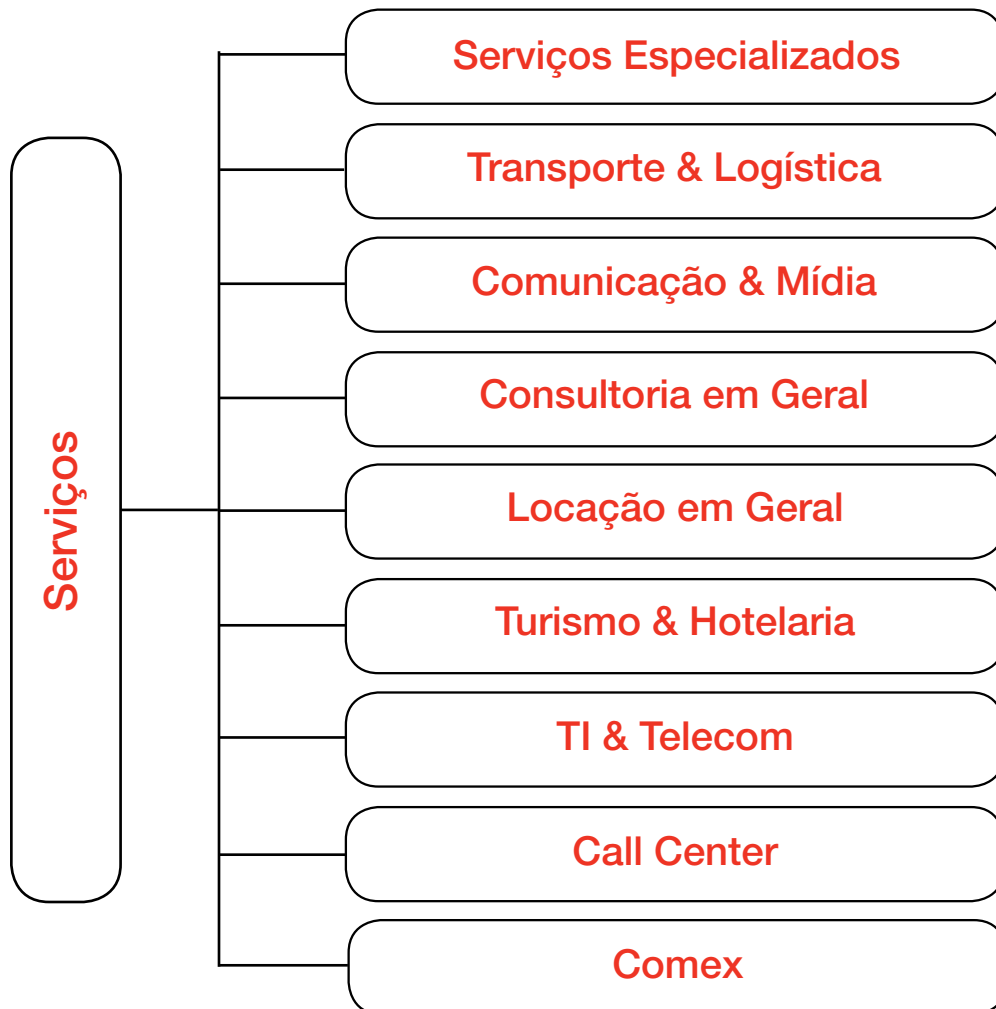 Serviços
Serviços Especializados
Transporte & Logística
Comunicação & Mídia
Consultoria em Geral
Locação em Geral
Turismo & Hotelaria
TI & Telecom
Call Center
Comex